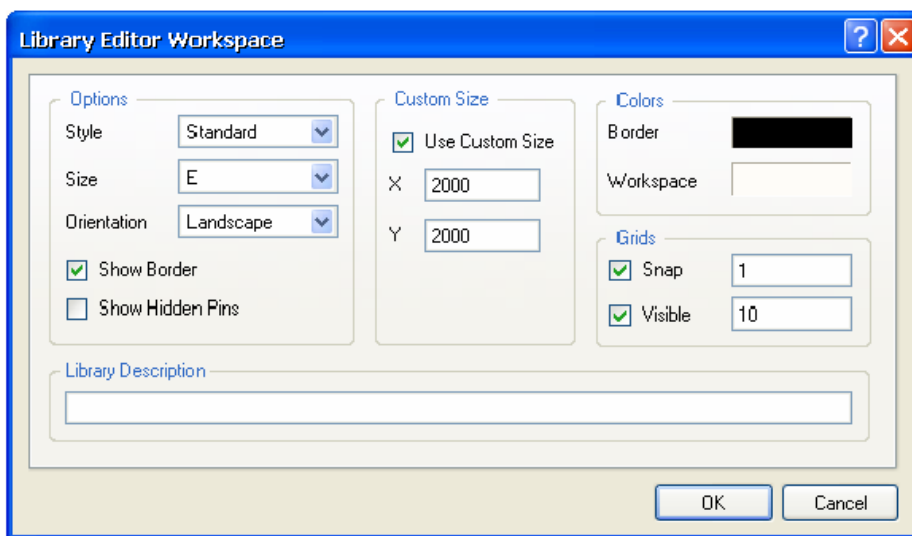 Library Editor Workspace
Options
Style Standard
Size E
Orientation Landscape
Show Border
Show Hidden Pins
Custom Size
Use Custom Size
X 2000
Y 2000
Colors
Border
Workspace
Grids
Snap 1
Visible 10
Library Description
OK Cancel